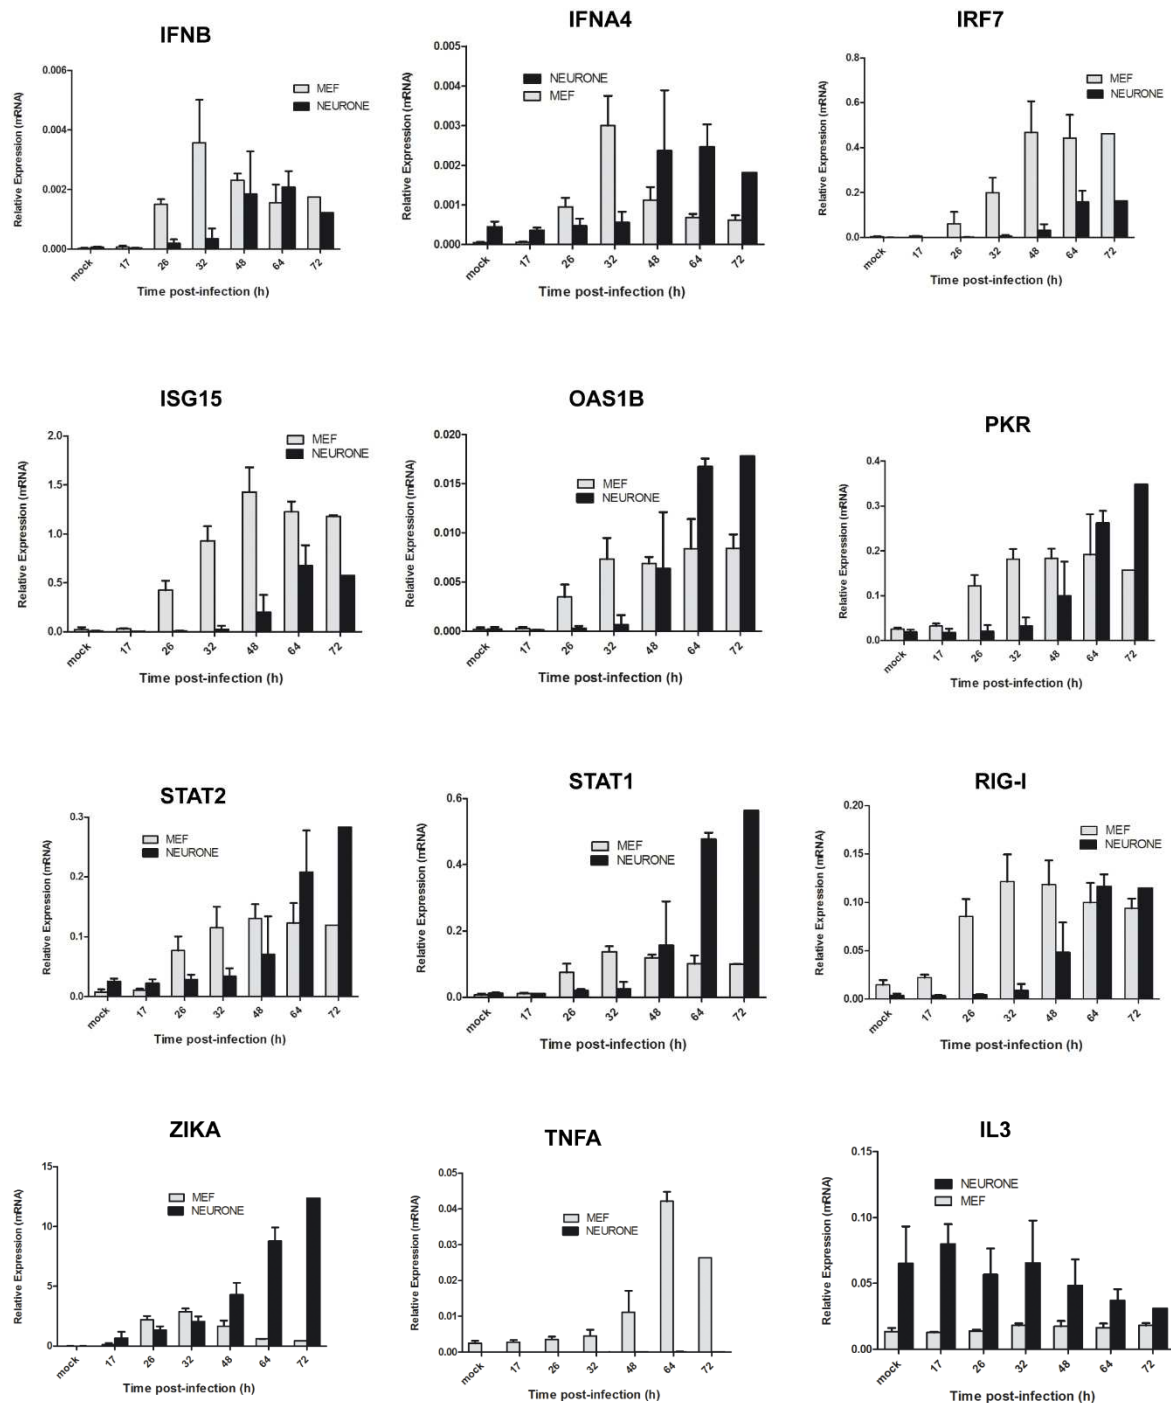 IFNB
Relative Expression (mRNA)
0.006
0.004
0.002
0.000
MEF
NEURONE
mock 17 26 32 48 64 72
Time post-infection (h)
IFNA4
Relative Expression (mRNA)
0.005
0.004
0.003
0.002
0.001
0.000
NEURONE
MEF
mock 17 26 32 48 64 72
Time post-infection (h)
IRF7
Relative Expression (mRNA)
0.8
0.6
0.4
0.2
0.0
MEF
NEURONE
mock 17 26 32 48 64 72
Time post-infection (h)
ISG15
Relative Expression (mRNA)
2.0
1.5
1.0
0.5
0.0
MEF
NEURONE
mock 17 26 32 48 64 72
Time post-infection (h)
OAS1B
Relative Expression (mRNA)
0.020
0.015
0.010
0.005
0.000
MEF
NEURONE
mock 17 26 32 48 64 72
Time post-infection (h)
PKR
Relative Expression (mRNA)
0.4
0.3
0.2
0.1
0.0
MEF
NEURONE
mock 17 26 32 48 64 72
Time post-infection (h)
STAT2
Relative Expression (mRNA)
0.3
0.2
0.1
0.0
MEF
NEURONE
mock 17 26 32 48 64 72
Time post-infection (h)
STAT1
Relative Expression (mRNA)
0.6
0.4
0.2
0.0
MEF
NEURONE
mock 17 26 32 48 64 72
Time post-infection (h)
RIG-I
Relative Expression (mRNA)
0.20
0.15
0.10
0.05
0.00
MEF
NEURONE
mock 17 26 32 48 64 72
Time post-infection (h)
ZIKA
Relative Expression (mRNA)
15
10
5
0
MEF
NEURONE
mock 17 26 32 48 64 72
Time post-infection (h)
TNFA
Relative Expression (mRNA)
0.05
0.04
0.03
0.02
0.01
0.00
MEF
NEURONE
mock 17 26 32 48 64 72
Time post-infection (h)
IL3
Relative Expression (mRNA)
0.15
0.10
0.05
0.00
NEURONE
MEF
mock 17 26 32 48 64 72
Time post-infection (h)